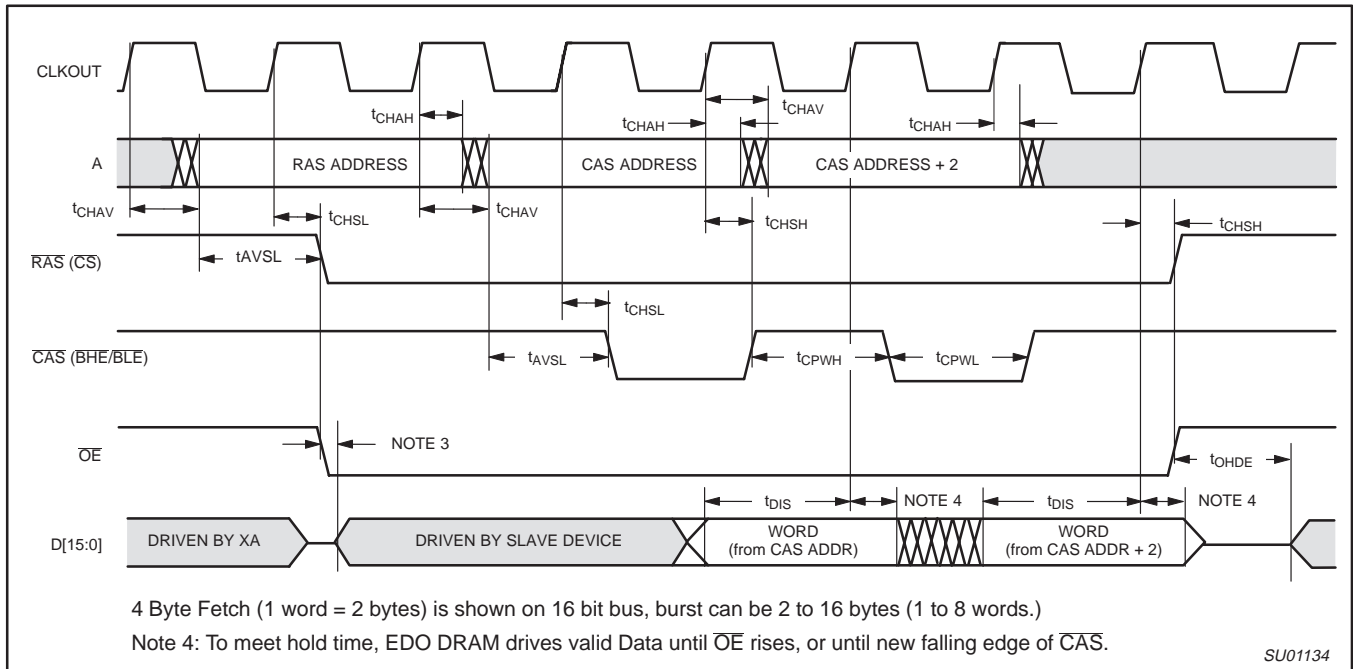 CLKOUT
tCHAH
tCHAH
tCHAV
tCHAH
A
RAS ADDRESS
CAS ADDRESS
CAS ADDRESS + 2
tCHAV
tCHSL
tCHAV
tCHSH
tCHSH
RAS (CS)
tAVSL
tCHSL
CAS (BHE/BLE)
tAVSL
tCPWH
tCPWL
OE
NOTE 3
tOHDE
tDIS
NOTE 4
tDIS
NOTE 4
D[15:0]
DRIVEN BY XA
DRIVEN BY SLAVE DEVICE
WORD
(from CAS ADDR)
WORD
(from CAS ADDR + 2)
4 Byte Fetch (1 word = 2 bytes) is shown on 16 bit bus, burst can be 2 to 16 bytes (1 to 8 words.)
Note 4: To meet hold time, EDO DRAM drives valid Data until OE rises, or until new falling edge of CAS.
SU01134